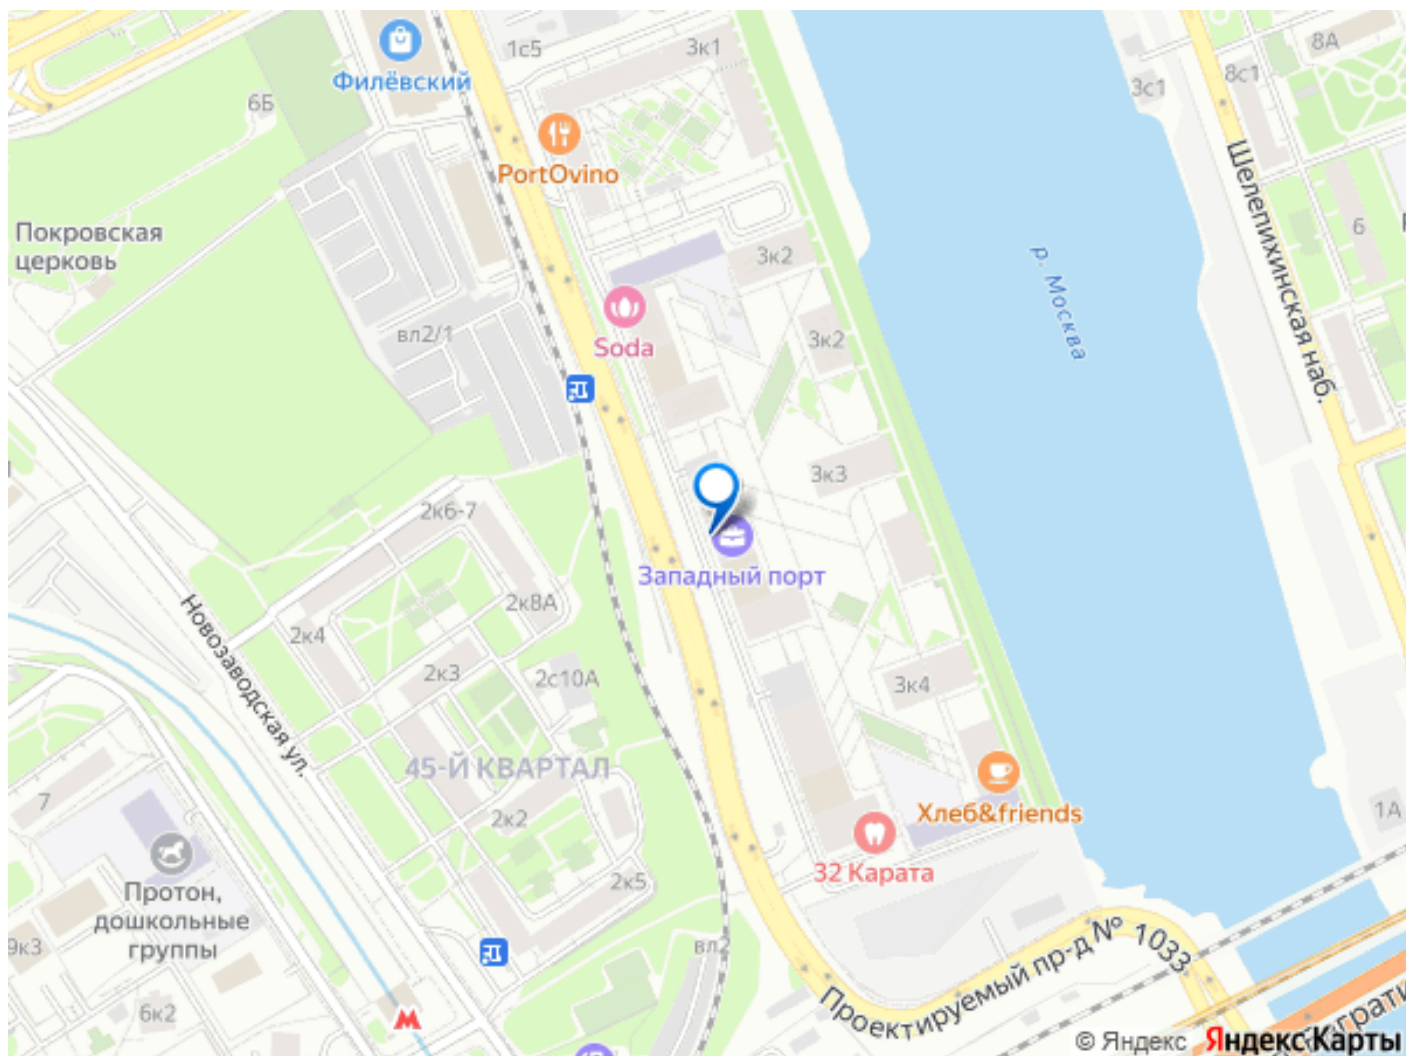 1с5
3к1
8А
Филёвский
8с1
3с1
6Б
PortOvino
Шелепихинская наб.
Покровская
церковь
3к2
6
р. Москва
вл2/1
Soda
3к2
3к3
2к6-7
Западный порт
2к8А
Новозаводская ул.
2к4
2к3
2с10А
3к4
45-Й КВАРТАЛ
7
2к2
Хлеб&friends
1А
32 Карата
2к5
Протон,
дошкольные
группы
9к3
вл2
Проектируемый пр-д № 1033
6к2
© Яндекс Яндекс Карты